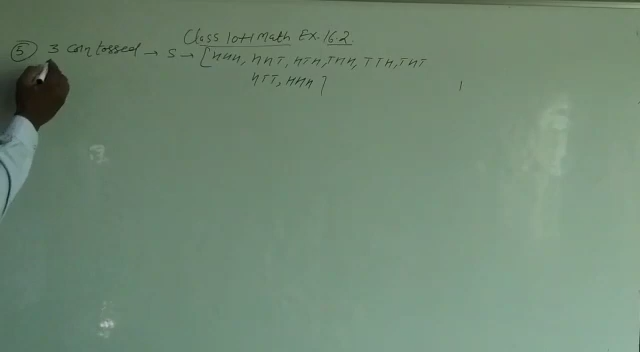 Class 10th Math Ex. 16.2
⑤ 3 coin tossed → S → [HHH, HHT, HTH, THH, TTH, THT
HTT, HHH]